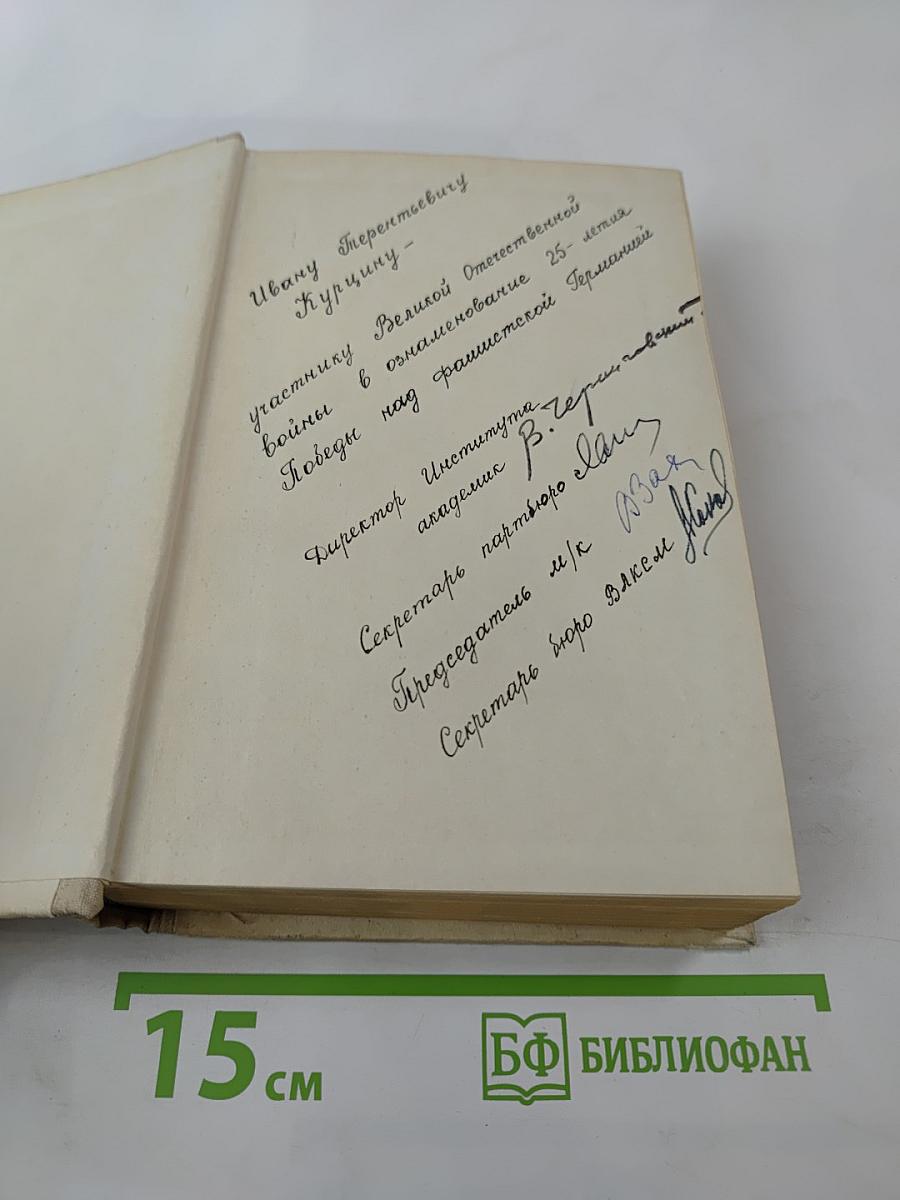 Ивану Терентьевичу
Курцину -
участнику Великой Отечественной
войны в ознаменование 25-летия
Победы над фашистской Германией
Директор Института
академик В. Черниговский
Секретарь партбюро
Председатель м/к
Секретарь бюро ВЛКСМ
15 см
БФ БИБЛИОФАН